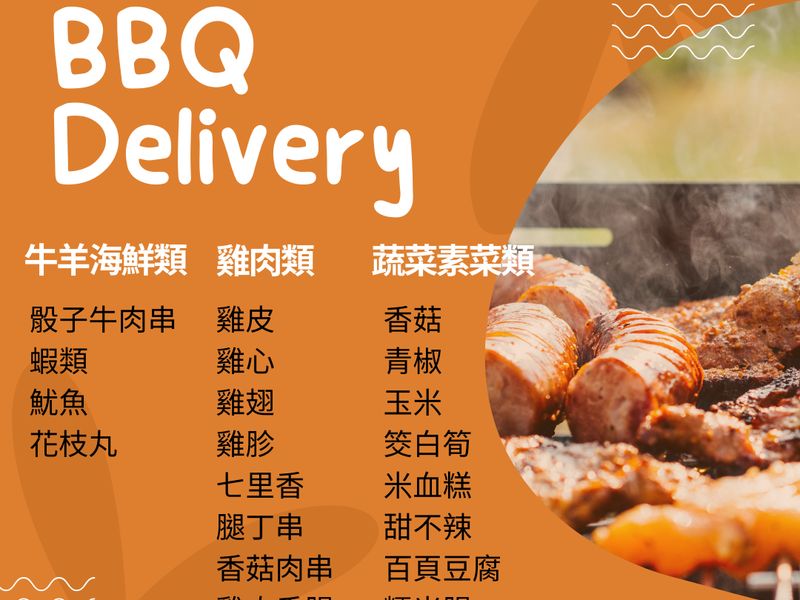 BBQ
Delivery
牛羊海鮮類
骰子牛肉串
蝦類
魷魚
花枝丸
雞肉類
雞皮
雞心
雞翅
雞胗
七里香
腿丁串
香菇肉串
蔬菜素菜類
香菇
青椒
玉米
筊白筍
米血糕
甜不辣
百頁豆腐